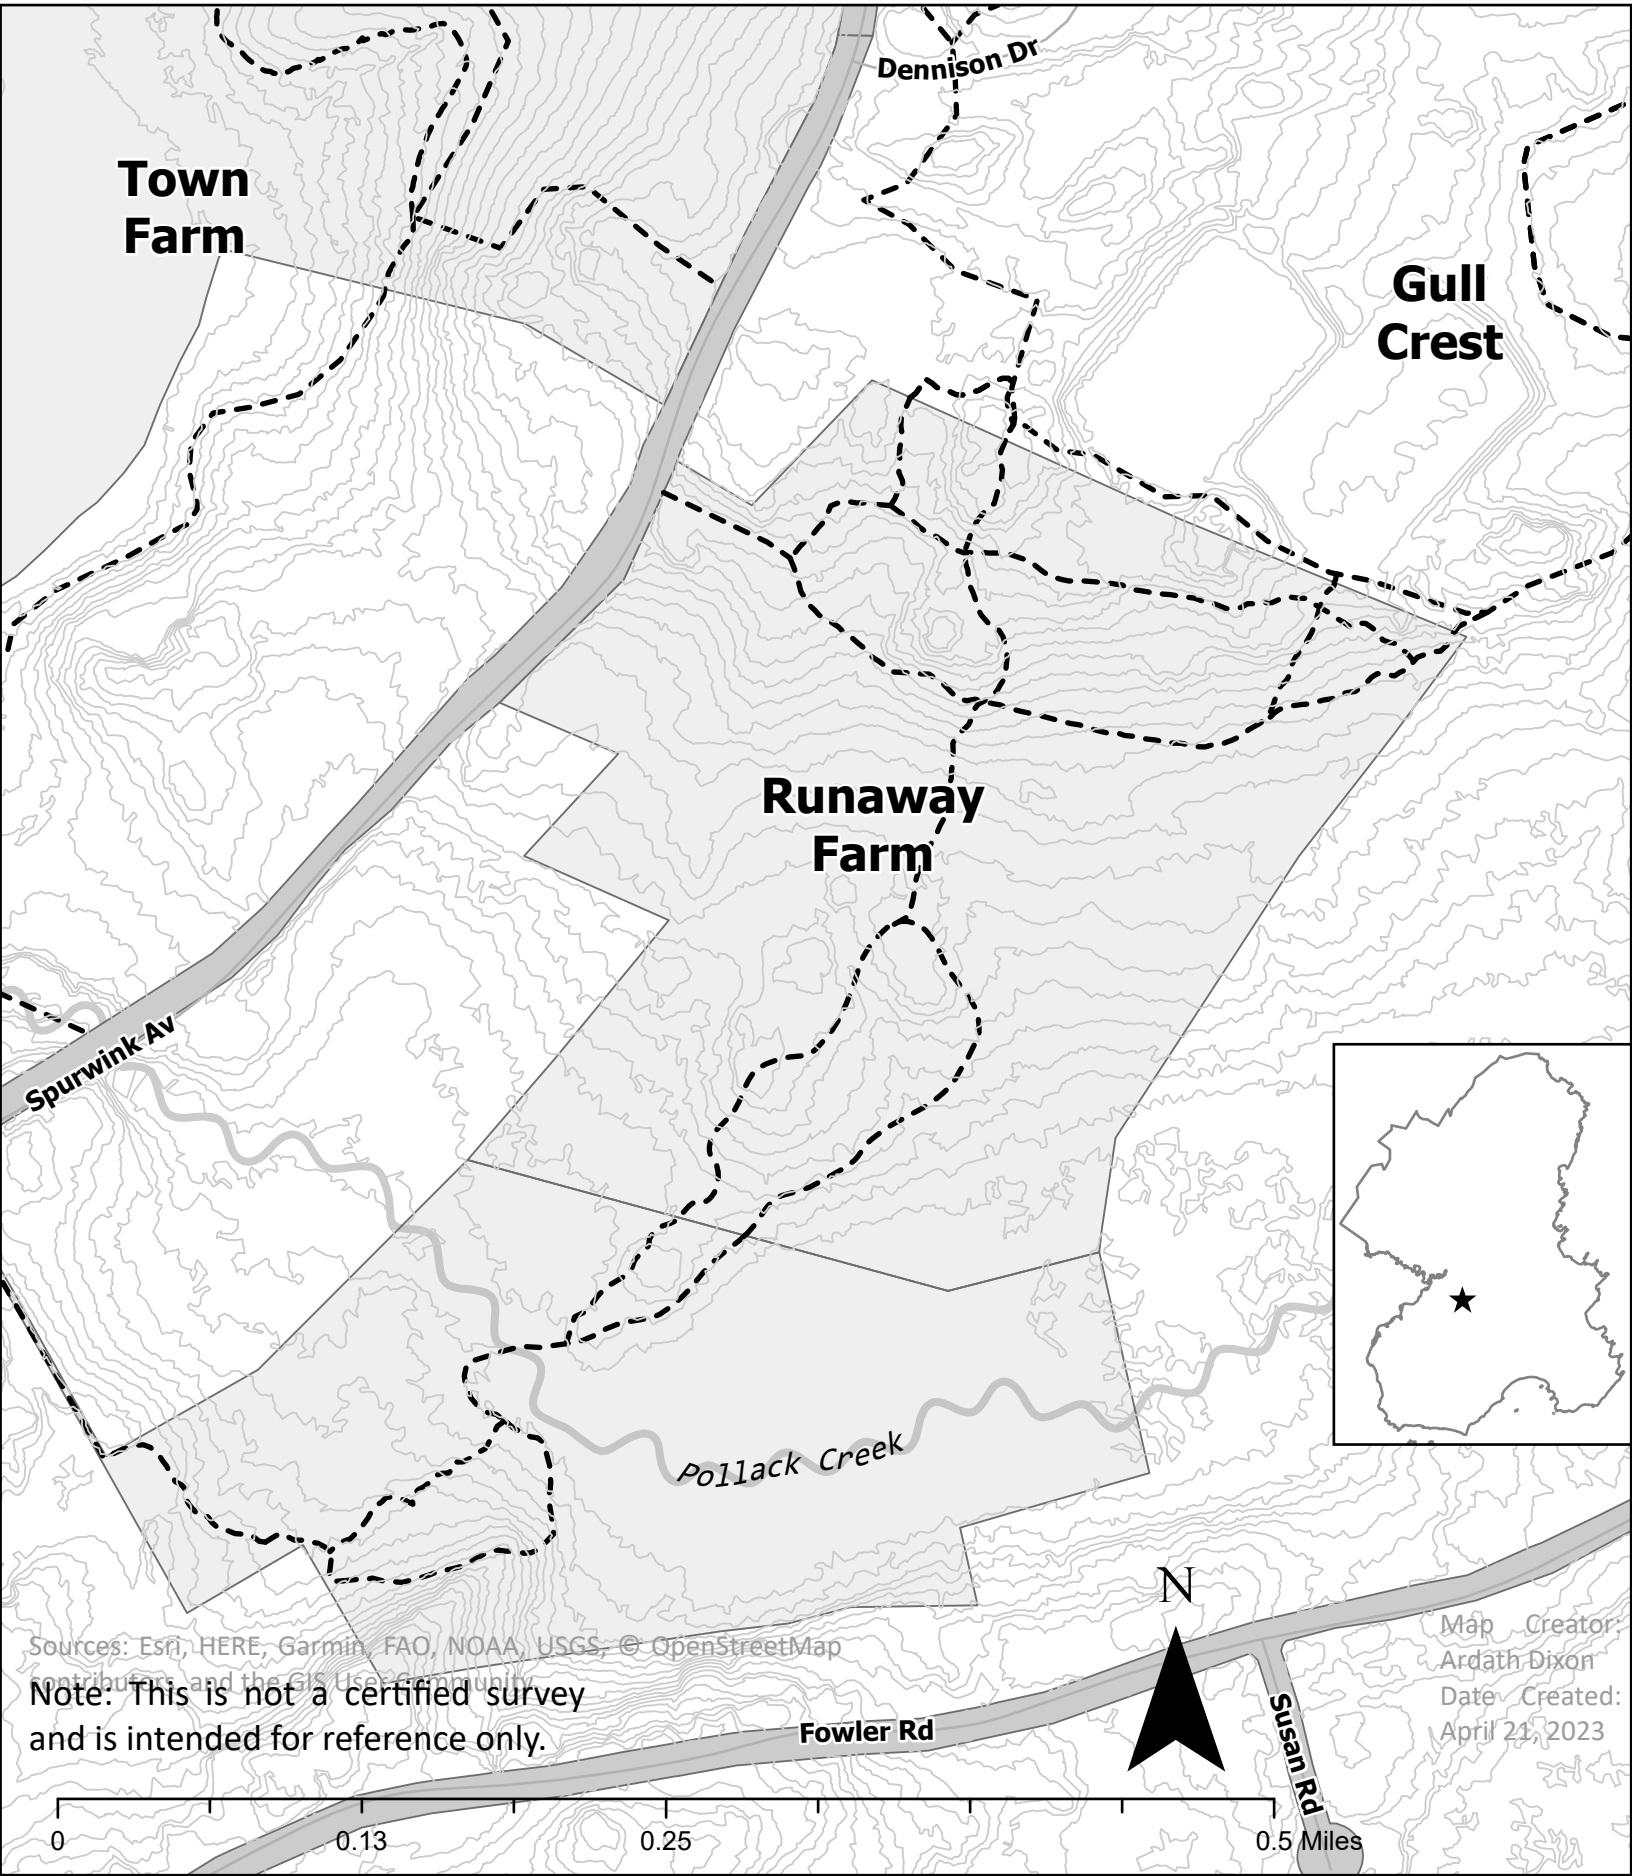 Dennison Dr
Town
Farm
Gull
Crest
Runaway
Farm
Spurwink Av
Pollack Creek
N
Sources: Esri, HERE, Garmin, FAO, NOAA, USGS, © OpenStreetMap
contributors, and the GIS User Community
Note: This is not a certified survey
and is intended for reference only.
Map Creator:
Ardath Dixon
Date Created:
April 21, 2023
Fowler Rd
Susan Rd
0 0.13 0.25 0.5 Miles